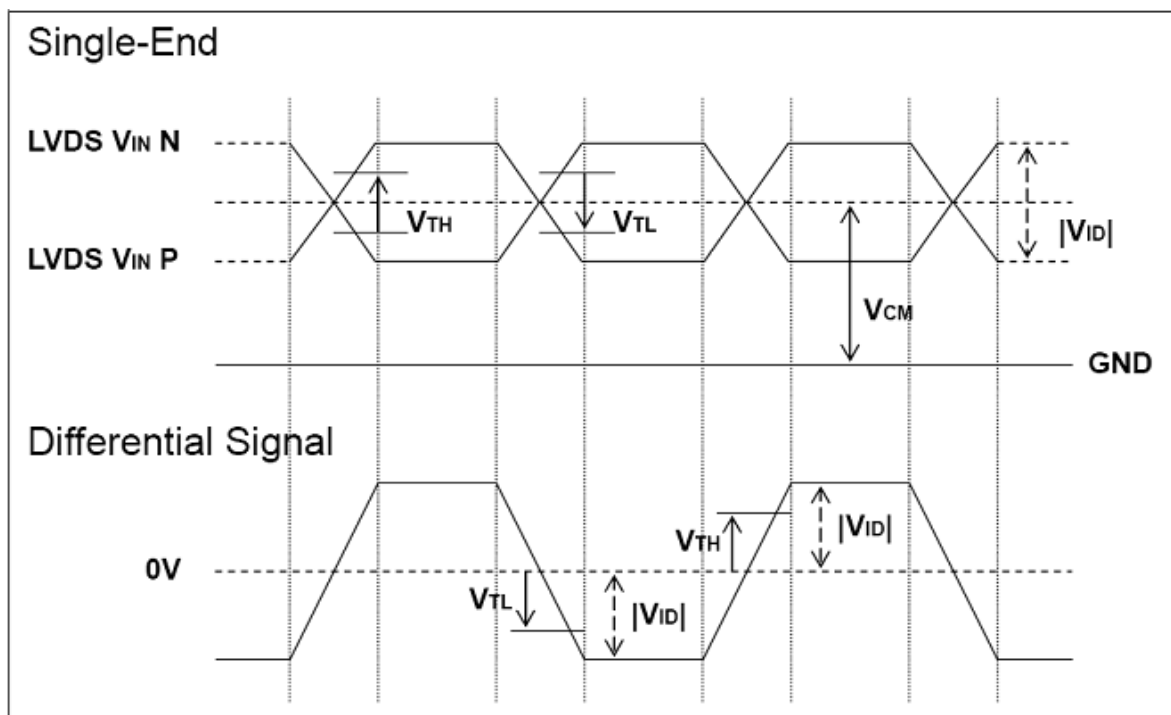 Single-End
LVDS VIN N
VTH
VTL
|VID|
LVDS VIN P
VCM
GND
Differential Signal
VTH
|VID|
0V
VTL
|VID|